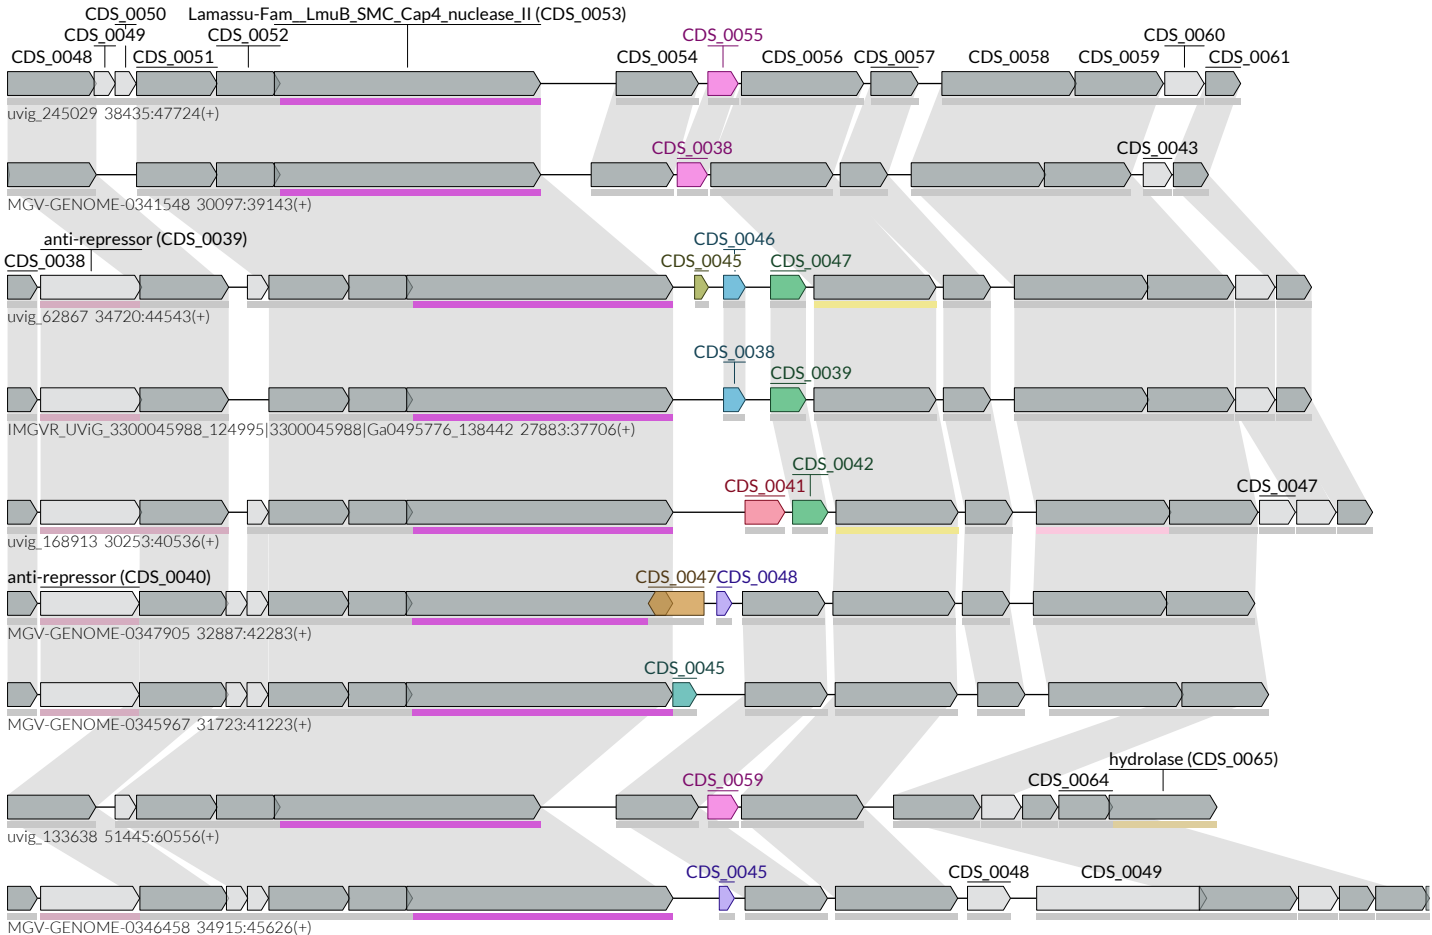 CDS_0050 Lamassu-Fam__LmuB_SMC_Cap4_nuclease_II (CDS_0053)
CDS_0049 CDS_0052 CDS_0055 CDS_0060
CDS_0048 CDS_0051 CDS_0054 CDS_0056 CDS_0057 CDS_0058 CDS_0059 CDS_0061
uvig_245029 38435:47724(+)
CDS_0038 CDS_0043
MGV-GENOME-0341548 30097:39143(+)
anti-repressor (CDS_0039) CDS_0046
CDS_0038 CDS_0045 CDS_0047
uvig_62867 34720:44543(+)
CDS_0038
CDS_0039
IMGVR_UViG_3300045988_124995|3300045988|Ga0495776_138442 27883:37706(+)
CDS_0042
CDS_0041 CDS_0047
uvig_168913 30253:40536(+)
anti-repressor (CDS_0040) CDS_0047 CDS_0048
MGV-GENOME-0347905 32887:42283(+)
CDS_0045
MGV-GENOME-0345967 31723:41223(+)
hydrolase (CDS_0065)
CDS_0059 CDS_0064
uvig_133638 51445:60556(+)
CDS_0045 CDS_0048 CDS_0049
MGV-GENOME-0346458 34915:45626(+)